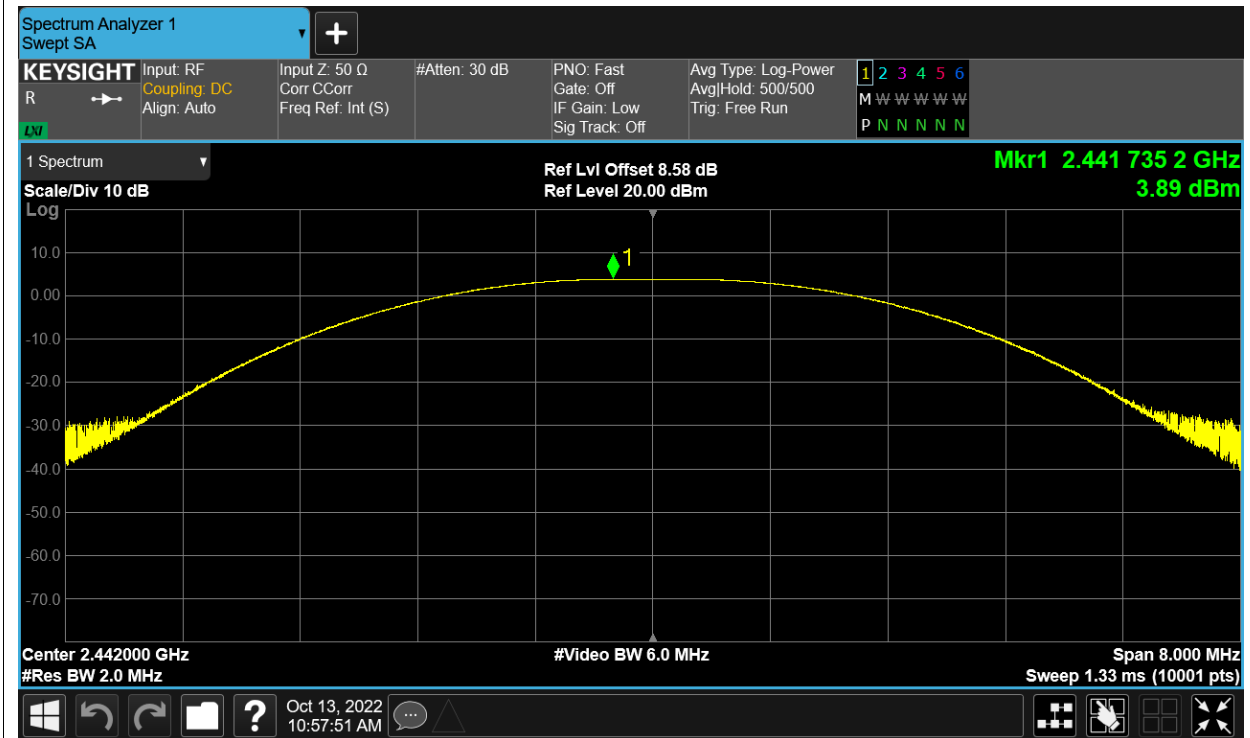 Spectrum Analyzer 1
Swept SA
KEYSIGHT
R
LXI
Input: RF
Coupling: DC
Align: Auto
Input Z: 50 Ω
Corr CCorr
Freq Ref: Int (S)
#Atten: 30 dB
PNO: Fast
Gate: Off
IF Gain: Low
Sig Track: Off
Avg Type: Log-Power
Avg|Hold: 500/500
Trig: Free Run
1 2 3 4 5 6
M W W W W W
P N N N N N
1 Spectrum
Scale/Div 10 dB
Log
Ref Lvl Offset 8.58 dB
Ref Level 20.00 dBm
Mkr1 2.441 735 2 GHz
3.89 dBm
1
10.0
0.00
-10.0
-20.0
-30.0
-40.0
-50.0
-60.0
-70.0
Center 2.442000 GHz
#Res BW 2.0 MHz
#Video BW 6.0 MHz
Span 8.000 MHz
Sweep 1.33 ms (10001 pts)
?
Oct 13, 2022
10:57:51 AM